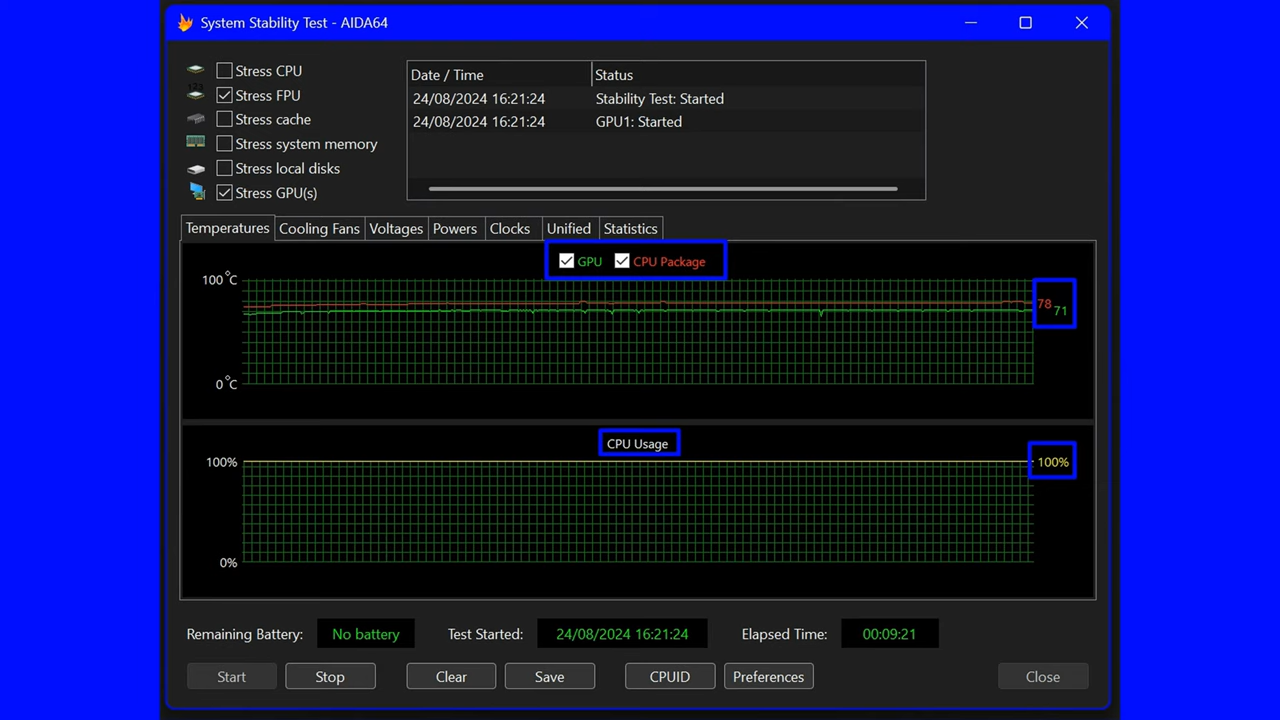 System Stability Test - AIDA64
Stress CPU
Stress FPU
Stress cache
Stress system memory
Stress local disks
Stress GPU(s)
Date / Time Status
24/08/2024 16:21:24 Stability Test: Started
24/08/2024 16:21:24 GPU1: Started
Temperatures Cooling Fans Voltages Powers Clocks Unified Statistics
GPU CPU Package
100°C
78
71
0°C
CPU Usage
100% 100%
0%
Remaining Battery: No battery Test Started: 24/08/2024 16:21:24 Elapsed Time: 00:09:21
Start Stop Clear Save CPUID Preferences Close